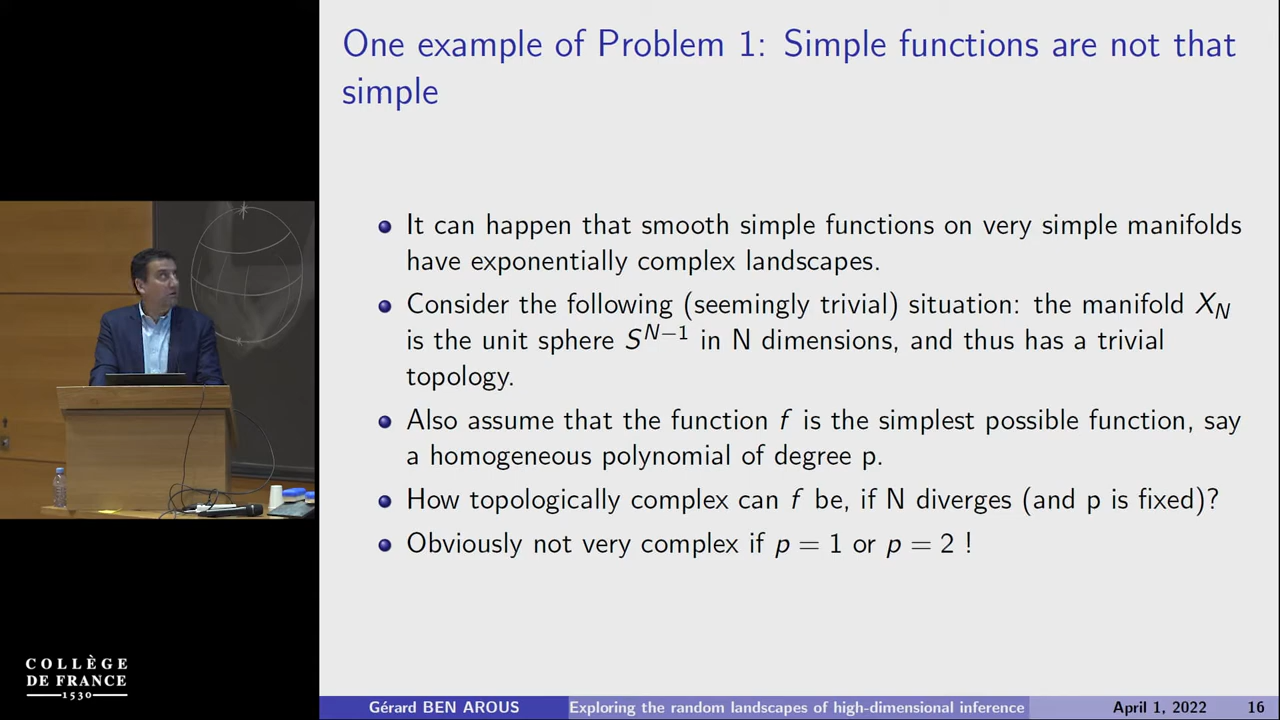 One example of Problem 1: Simple functions are not that
simple
It can happen that smooth simple functions on very simple manifolds
have exponentially complex landscapes.
Consider the following (seemingly trivial) situation: the manifold X_N
is the unit sphere S^{N−1} in N dimensions, and thus has a trivial
topology.
Also assume that the function f is the simplest possible function, say
a homogeneous polynomial of degree p.
How topologically complex can f be, if N diverges (and p is fixed)?
Obviously not very complex if p = 1 or p = 2 !
COLLÈGE
DE FRANCE
1530
Gérard BEN AROUS
Exploring the random landscapes of high-dimensional inference
April 1, 2022
16